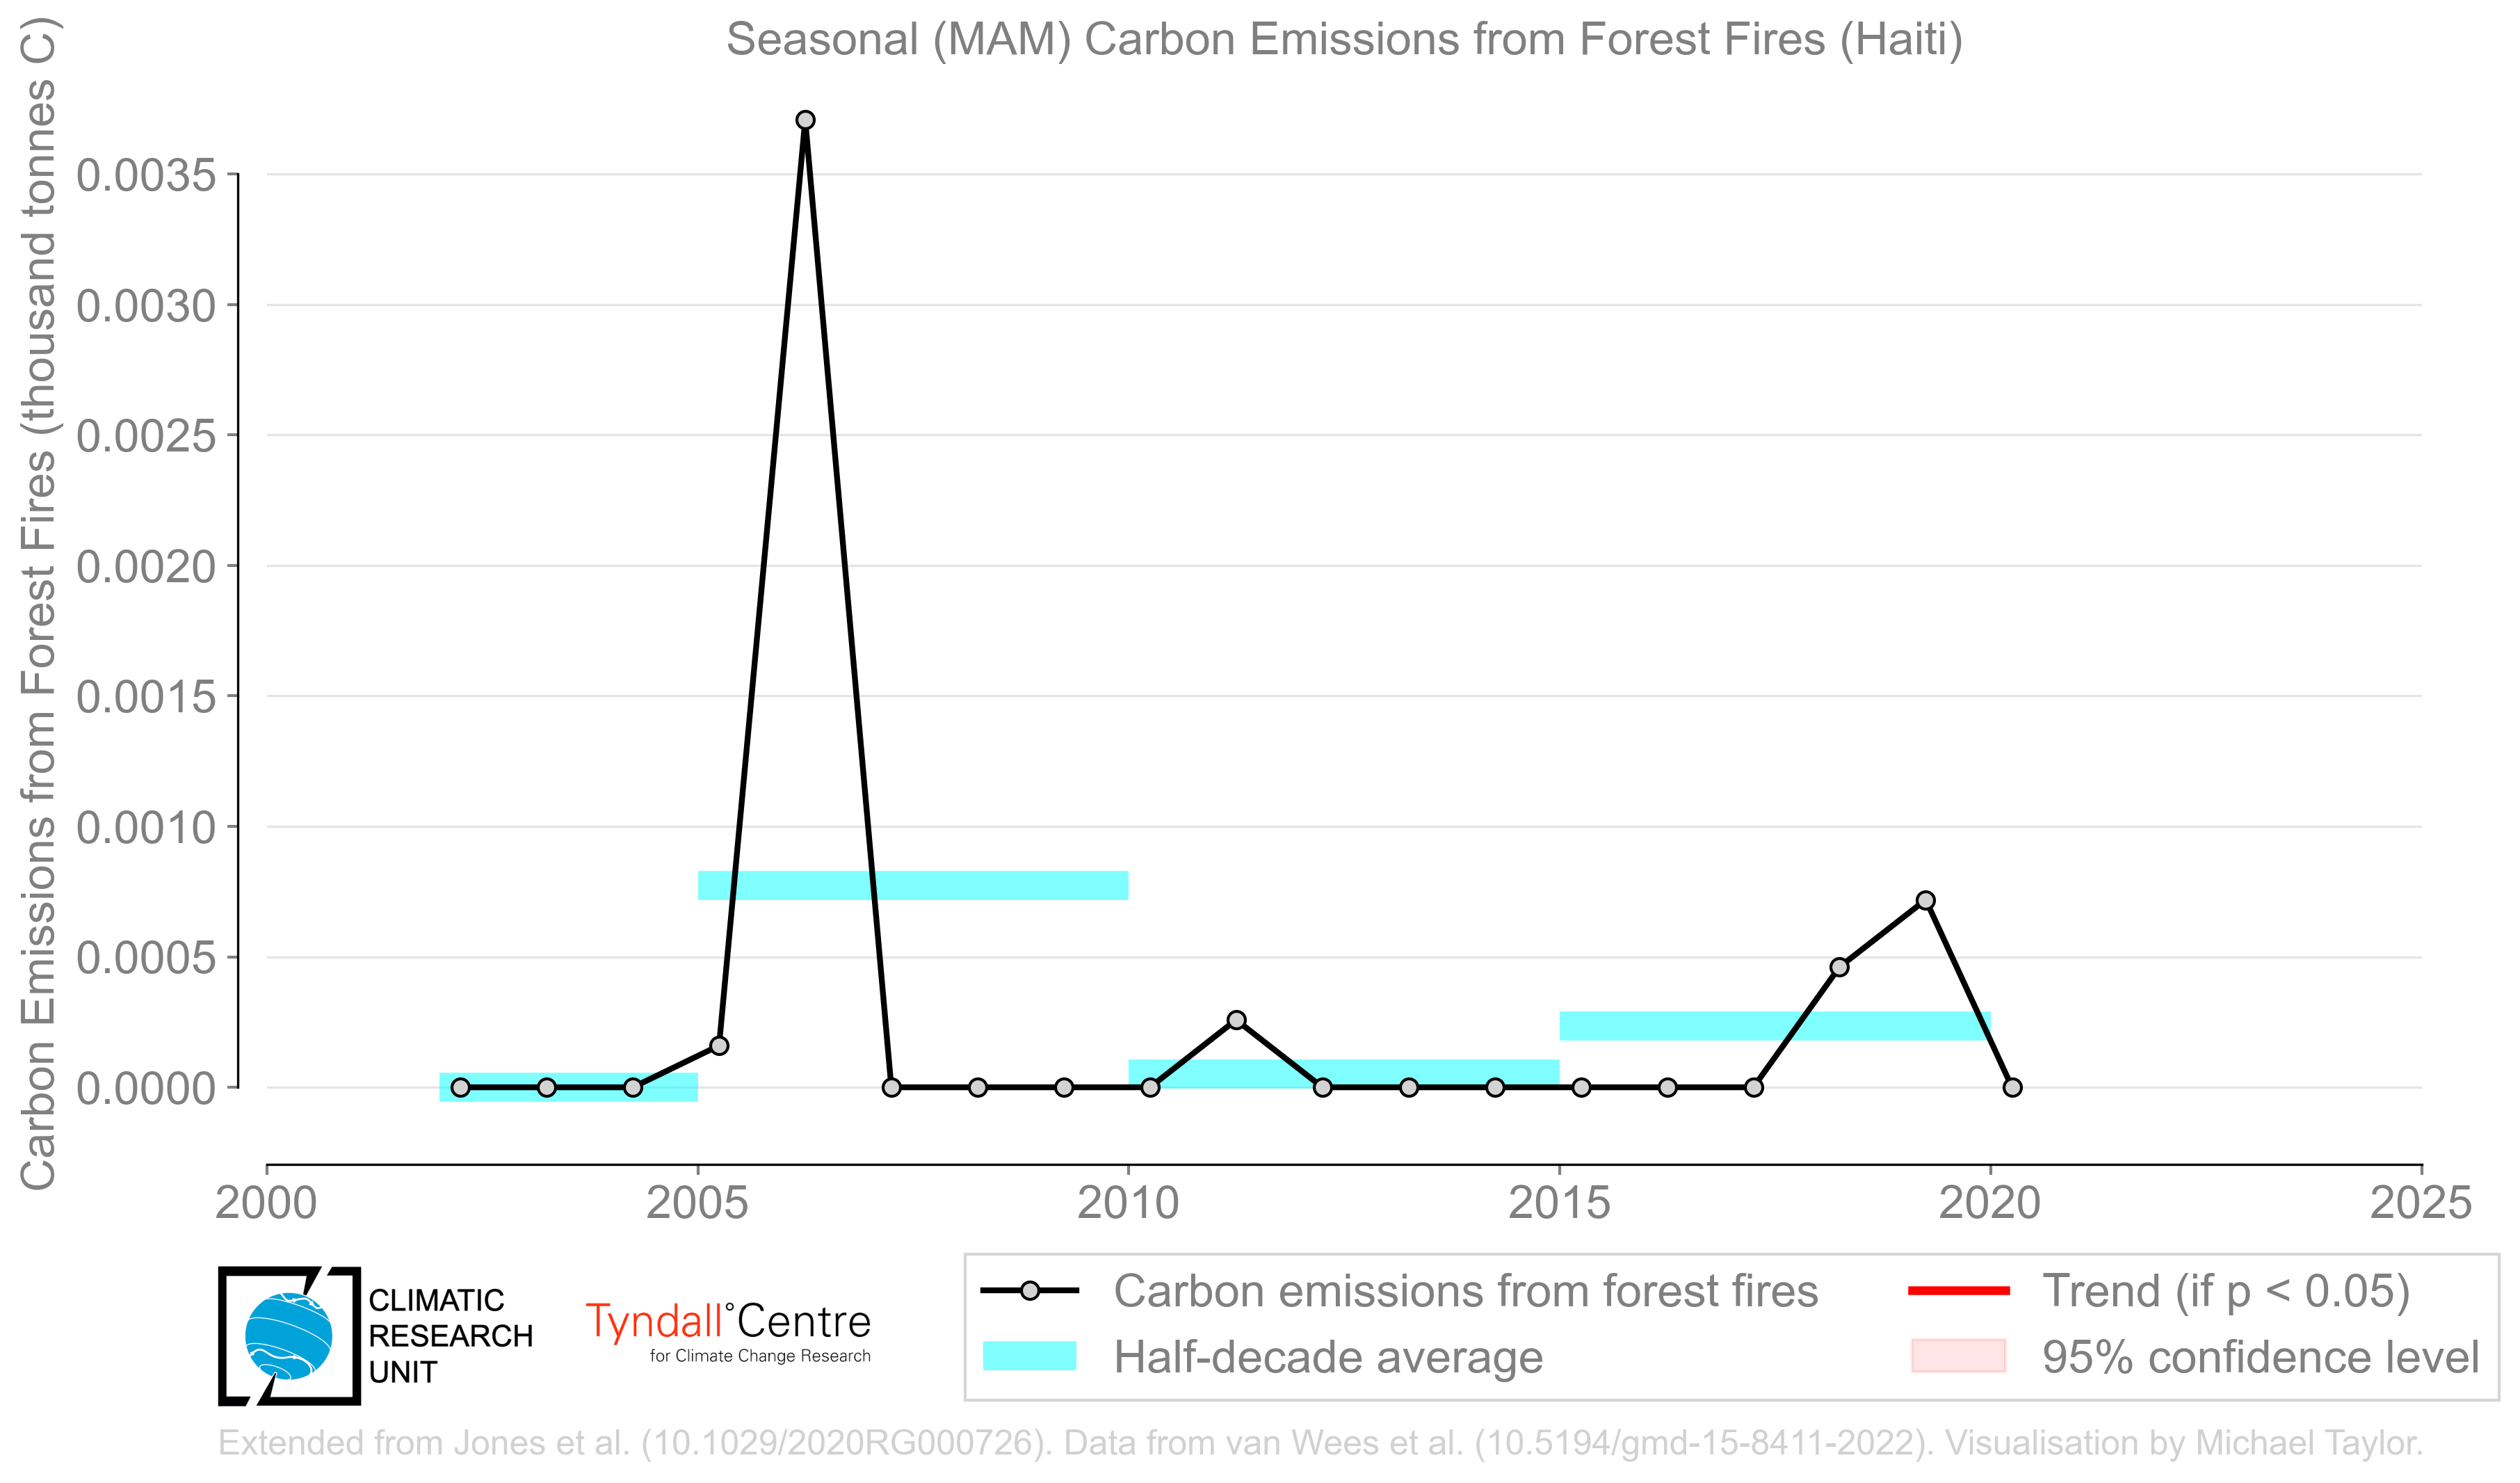 Seasonal (MAM) Carbon Emissions from Forest Fires (Haiti)
Carbon Emissions from Forest Fires (thousand tonnes C)
0.0035
0.0030
0.0025
0.0020
0.0015
0.0010
0.0005
0.0000
2000 2005 2010 2015 2020 2025
CLIMATIC
RESEARCH
UNIT
Tyndall°Centre
for Climate Change Research
Carbon emissions from forest fires
Half-decade average
Trend (if p < 0.05)
95% confidence level
Extended from Jones et al. (10.1029/2020RG000726). Data from van Wees et al. (10.5194/gmd-15-8411-2022). Visualisation by Michael Taylor.